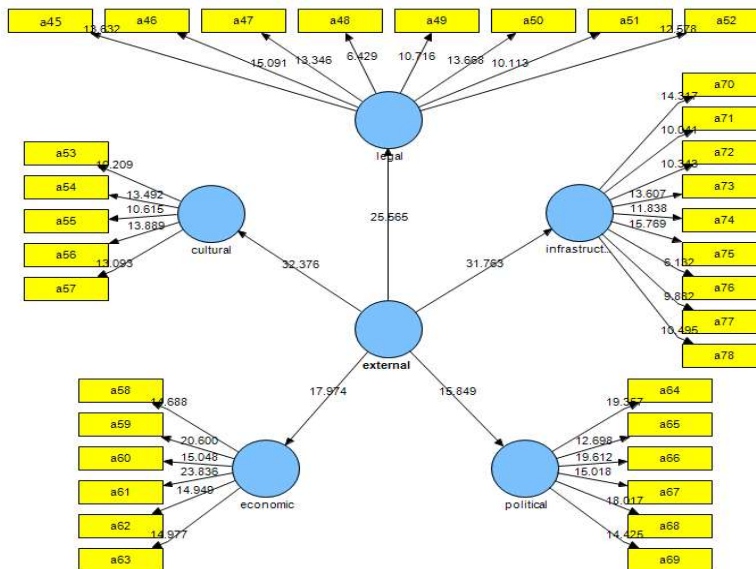 a45
a46
a47
a48
a49
a50
a51
a52
13.632
15.091
13.346
6.429
10.716
13.668
10.113
12.578
legal
25.665
a53
a54
a55
a56
a57
13.492
10.615
13.889
13.093
cultural
32.376
a70
a71
a72
a73
a74
a75
a76
a77
a78
14.317
10.041
10.343
13.607
11.838
15.769
6.132
9.882
10.495
infrastruct...
31.763
external
17.974
15.849
a58
a59
a60
a61
a62
a63
20.600
15.048
23.836
14.949
14.977
economic
a64
a65
a66
a67
a68
a69
19.357
12.698
19.612
15.018
18.017
14.425
political